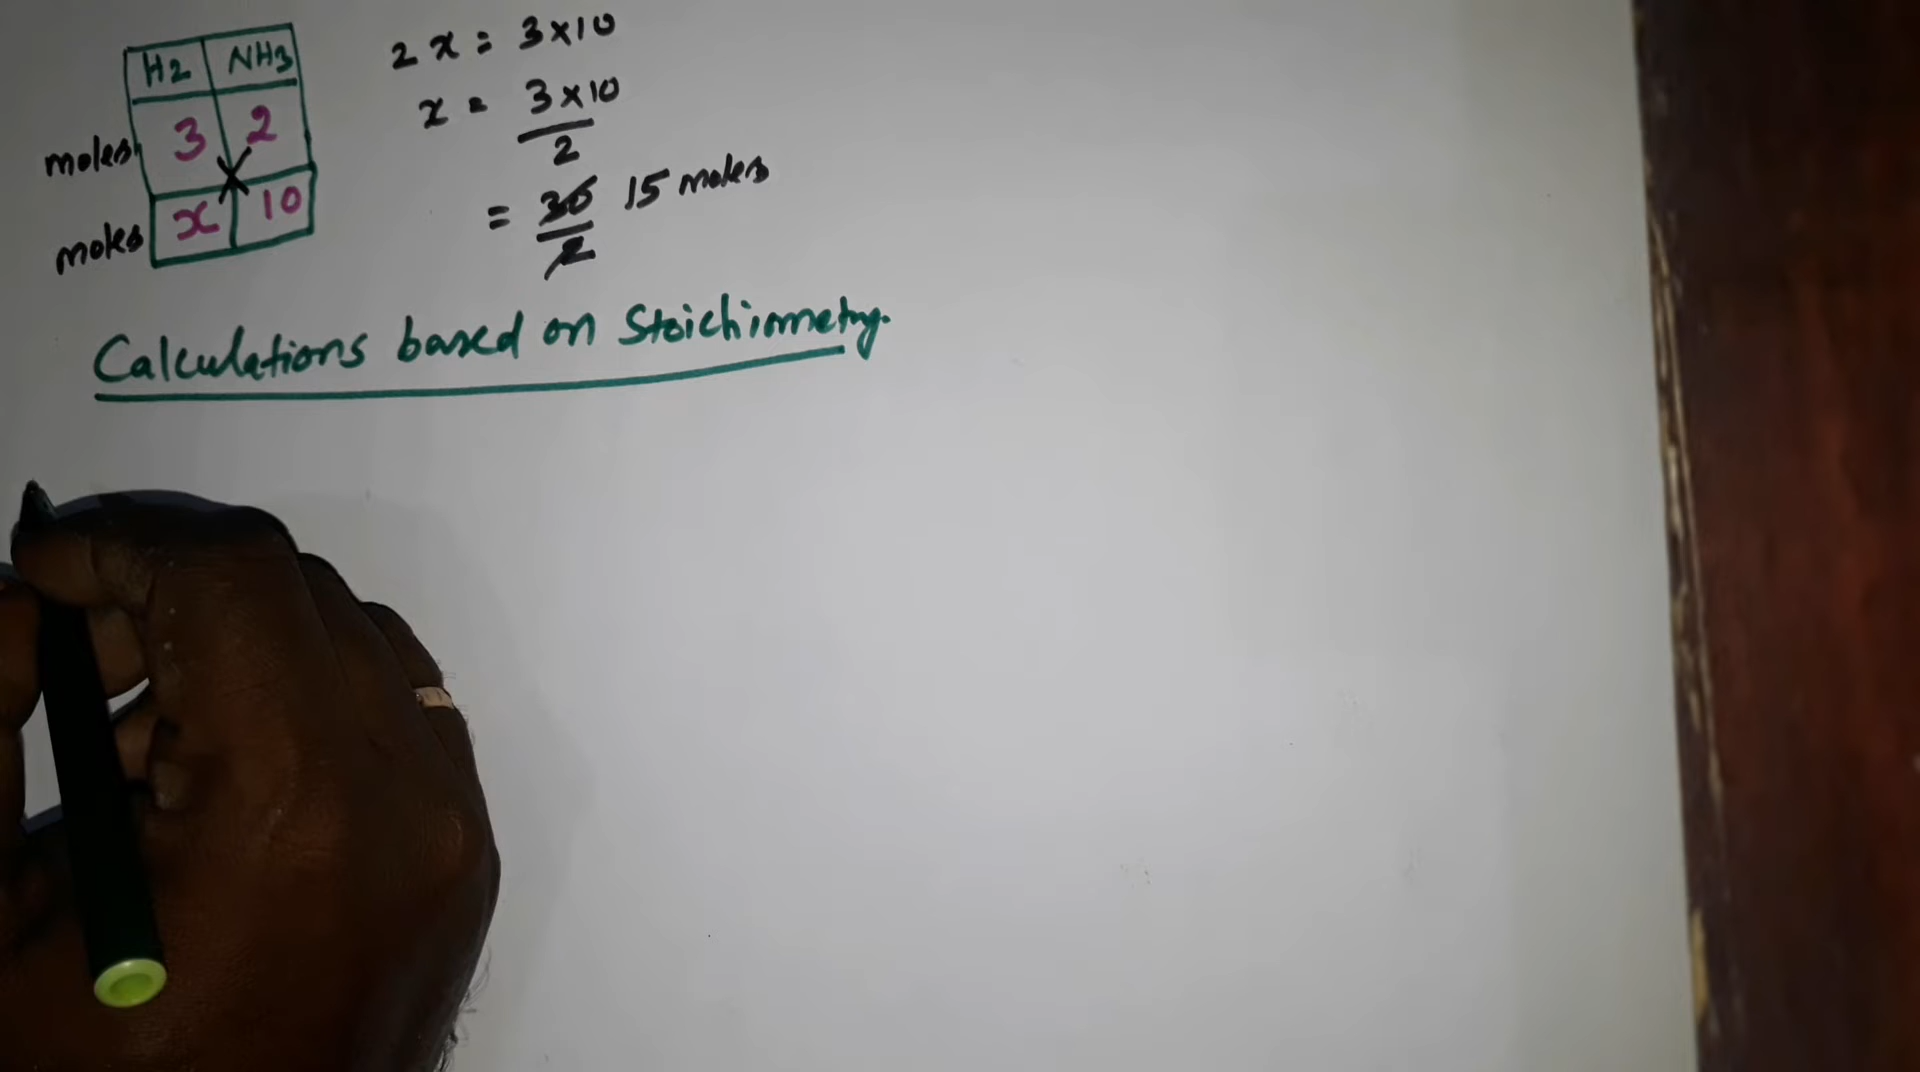 H2 NH3
moles 3 2
moles x 10
2x = 3×10
x = 3×10
2
= 30 15 moles
2
Calculations based on Stoichiometry.